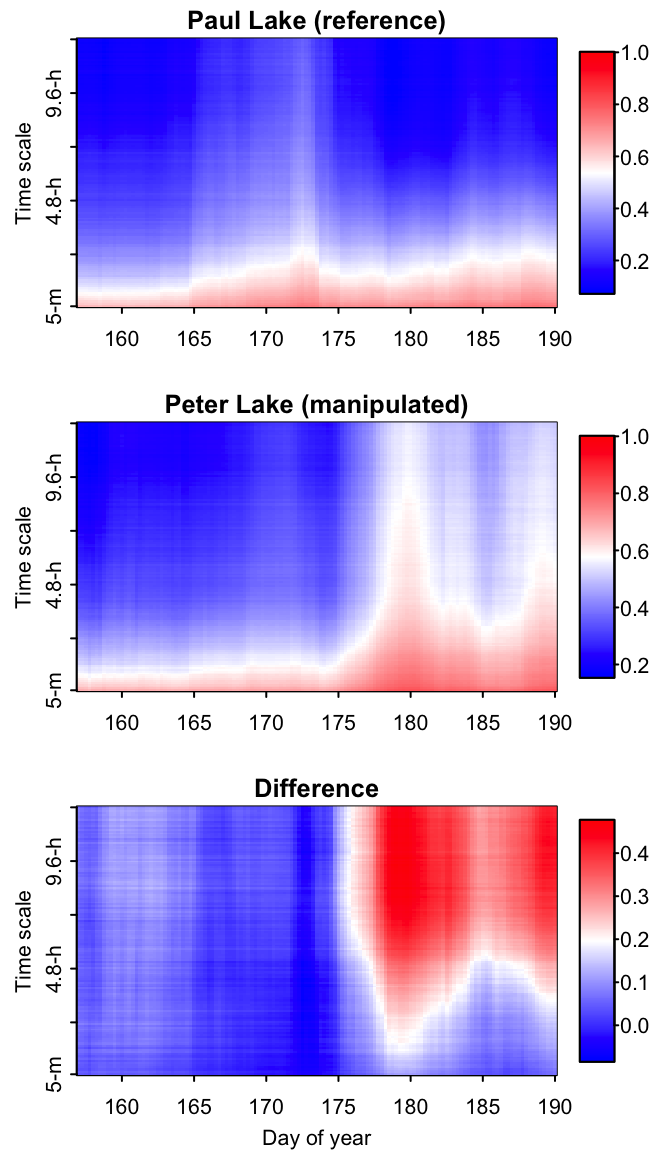 Paul Lake (reference)
Time scale
9.6-h
4.8-h
5-m
160 165 170 175 180 185 190
1.0
0.8
0.6
0.4
0.2
Peter Lake (manipulated)
Time scale
9.6-h
4.8-h
5-m
160 165 170 175 180 185 190
1.0
0.8
0.6
0.4
0.2
Difference
Time scale
9.6-h
4.8-h
5-m
160 165 170 175 180 185 190
0.4
0.3
0.2
0.1
0.0
Day of year